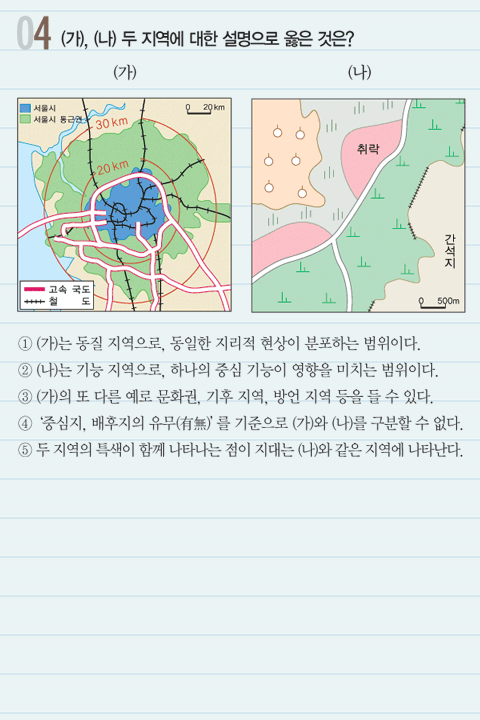 04 (가), (나) 두 지역에 대한 설명으로 옳은 것은?
(가) (나)
서울시
서울시 통근권
0 20km
30km
20km
고속 국도
철 도
취락
간석지
0 500m
① (가)는 동질 지역으로, 동일한 지리적 현상이 분포하는 범위이다.
② (나)는 기능 지역으로, 하나의 중심 기능이 영향을 미치는 범위이다.
③ (가)의 또 다른 예로 문화권, 기후 지역, 방언 지역 등을 들 수 있다.
④ ‘중심지, 배후지의 유무(有無)’를 기준으로 (가)와 (나)를 구분할 수 없다.
⑤ 두 지역의 특색이 함께 나타나는 점이 지대는 (나)와 같은 지역에 나타난다.